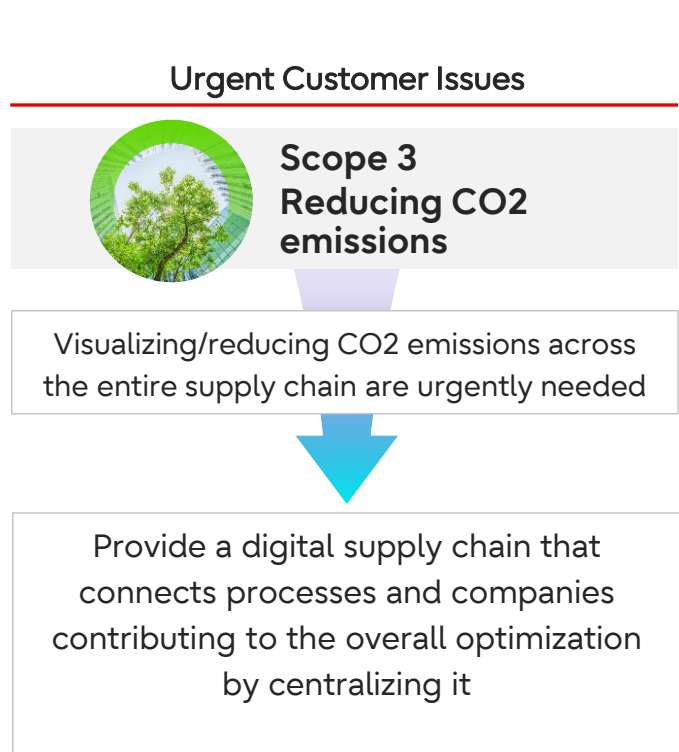 Urgent Customer Issues
Scope 3
Reducing CO2
emissions
Visualizing/reducing CO2 emissions across
the entire supply chain are urgently needed
Provide a digital supply chain that
connects processes and companies
contributing to the overall optimization
by centralizing it